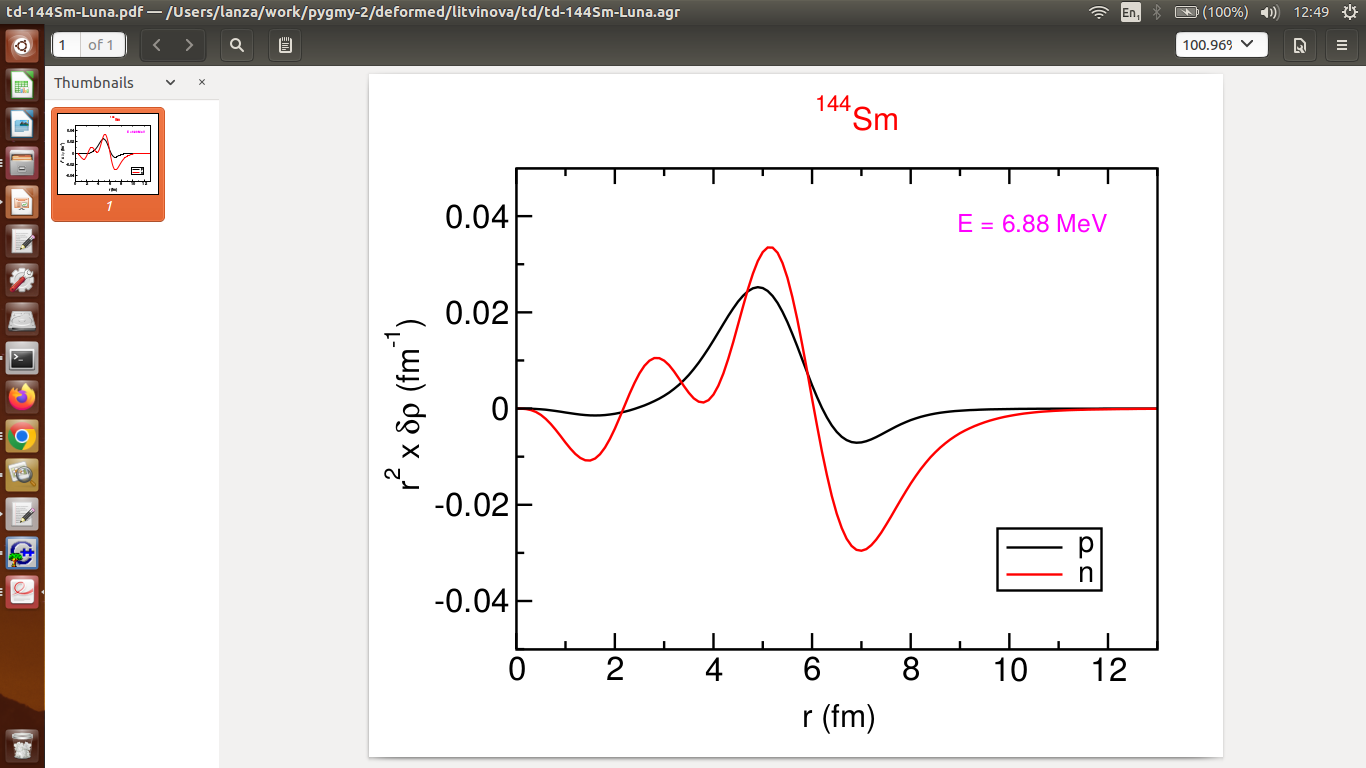 td-144Sm-Luna.pdf — /Users/lanza/work/pygmy-2/deformed/litvinova/td/td-144Sm-Luna.agr
En1 (100%) 12:49
1 of 1
100.96%
Thumbnails ×
1
144Sm
E = 6.88 MeV
0.04
0.02
0
-0.02
-0.04
r2 x δρ (fm-1)
p
n
0 2 4 6 8 10 12
r (fm)